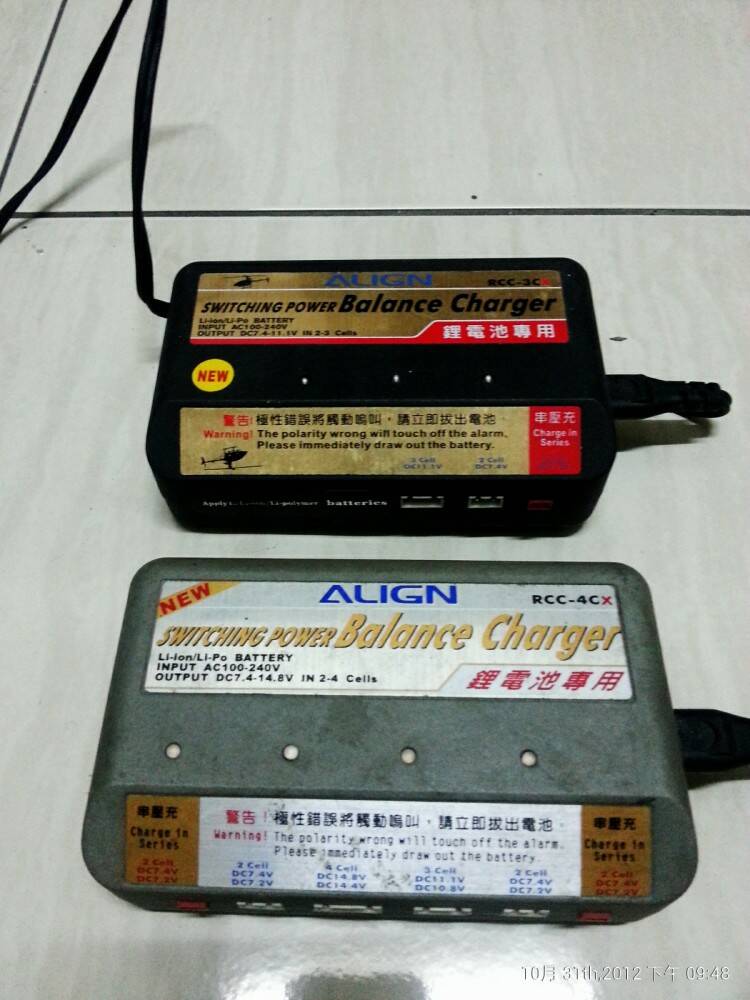 ALIGN
RCC-3CX
SWITCHING POWER Balance Charger
Li-ion/Li-Po BATTERY
INPUT AC100-240V
OUTPUT DC7.4-11.1V IN 2-3 Cells
鋰電池專用
NEW
警告!極性錯誤將觸動鳴叫，請立即拔出電池。
Warning! The polarity wrong will touch off the alarm.
Please immediately draw out the battery.
串壓充
Charge in
Series
3 Cell
DC11.1V
2 Cell
DC7.4V
batteries
NEW
ALIGN
RCC-4CX
SWITCHING POWER Balance Charger
Li-ion/Li-Po BATTERY
INPUT AC100-240V
OUTPUT DC7.4-14.8V IN 2-4 Cells
鋰電池專用
串壓充
Charge in
Series
2 Cell
DC7.4V
DC7.2V
警告!極性錯誤將觸動鳴叫，請立即拔出電池。
Warning! The polarity wrong will touch off the alarm.
Please immediately draw out the battery
2 Cell
DC7.4V
DC7.2V
4 Cell
DC14.8V
DC14.4V
3 Cell
DC11.1V
DC10.8V
2 Cell
DC7.4V
DC7.2V
串壓充
Charge in
Series
2 Cell
DC7.4V
DC7.2V
10月 31th,2012 下午 09:48